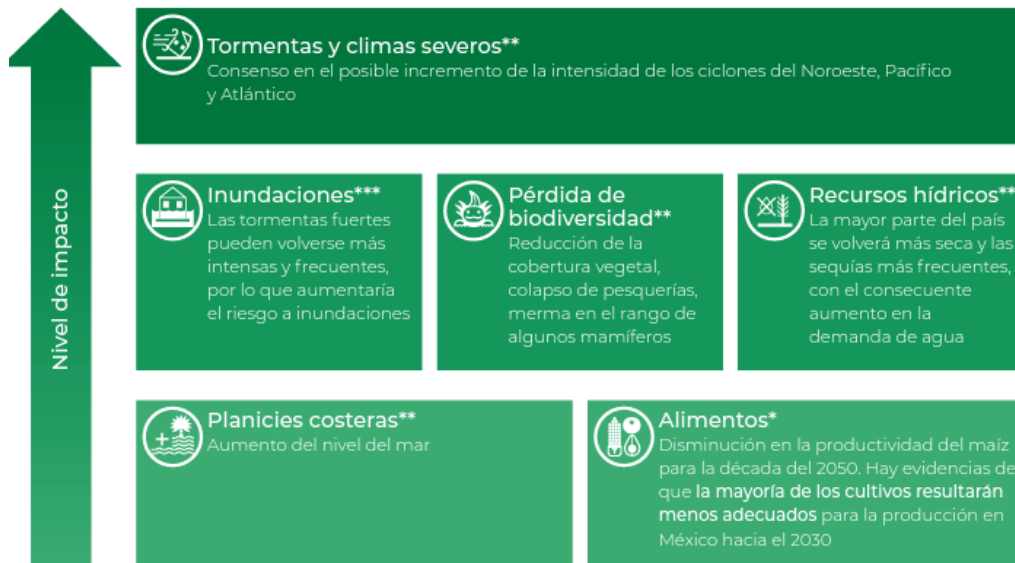 Nivel de impacto
Tormentas y climas severos**
Consenso en el posible incremento de la intensidad de los ciclones del Noroeste, Pacífico
y Atlántico
Inundaciones***
Las tormentas fuertes
pueden volverse más
intensas y frecuentes,
por lo que aumentaría
el riesgo a inundaciones
Pérdida de
biodiversidad**
Reducción de la
cobertura vegetal,
colapso de pesquerías,
merma en el rango de
algunos mamíferos
Recursos hídricos**
La mayor parte del país
se volverá más seca y las
sequías más frecuentes,
con el consecuente
aumento en la
demanda de agua
Planicies costeras**
Aumento del nivel del mar
Alimentos*
Disminución en la productividad del maíz
para la década del 2050. Hay evidencias de
que la mayoría de los cultivos resultarán
menos adecuados para la producción en
México hacia el 2030